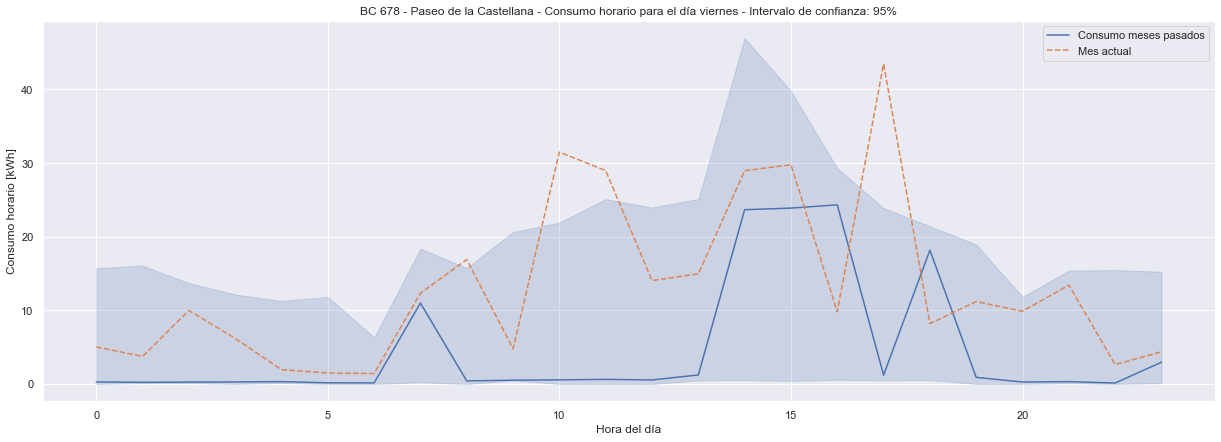 BC 678 - Paseo de la Castellana - Consumo horario para el día viernes - Intervalo de confianza: 95%
Consumo meses pasados
Mes actual
Consumo horario [kWh]
40
30
20
10
0
0 5 10 15 20
Hora del día